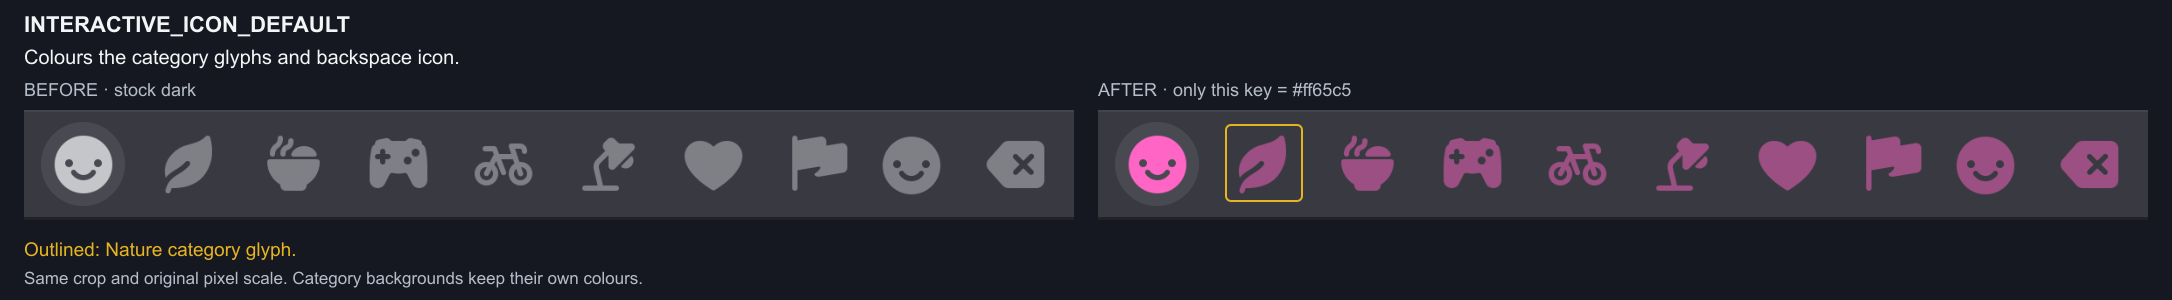 INTERACTIVE_ICON_DEFAULT
Colours the category glyphs and backspace icon.
BEFORE · stock dark
AFTER · only this key = #ff65c5
Outlined: Nature category glyph.
Same crop and original pixel scale. Category backgrounds keep their own colours.